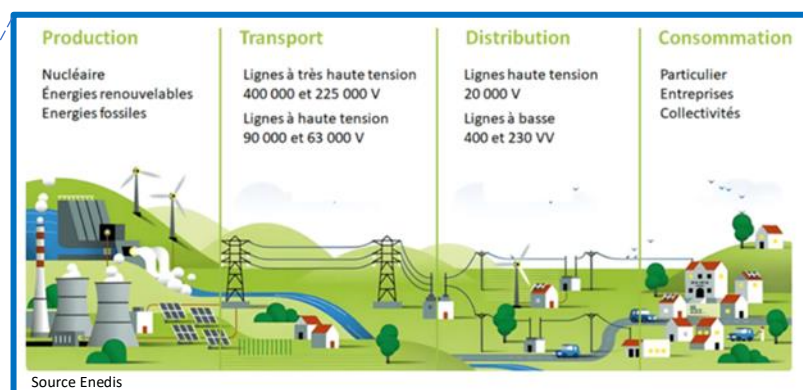 Production
Nucléaire
Énergies renouvelables
Energies fossiles
Transport
Lignes à très haute tension
400 000 et 225 000 V
Lignes à haute tension
90 000 et 63 000 V
Distribution
Lignes haute tension
20 000 V
Lignes à basse
400 et 230 VV
Consommation
Particulier
Entreprises
Collectivités
Source Enedis